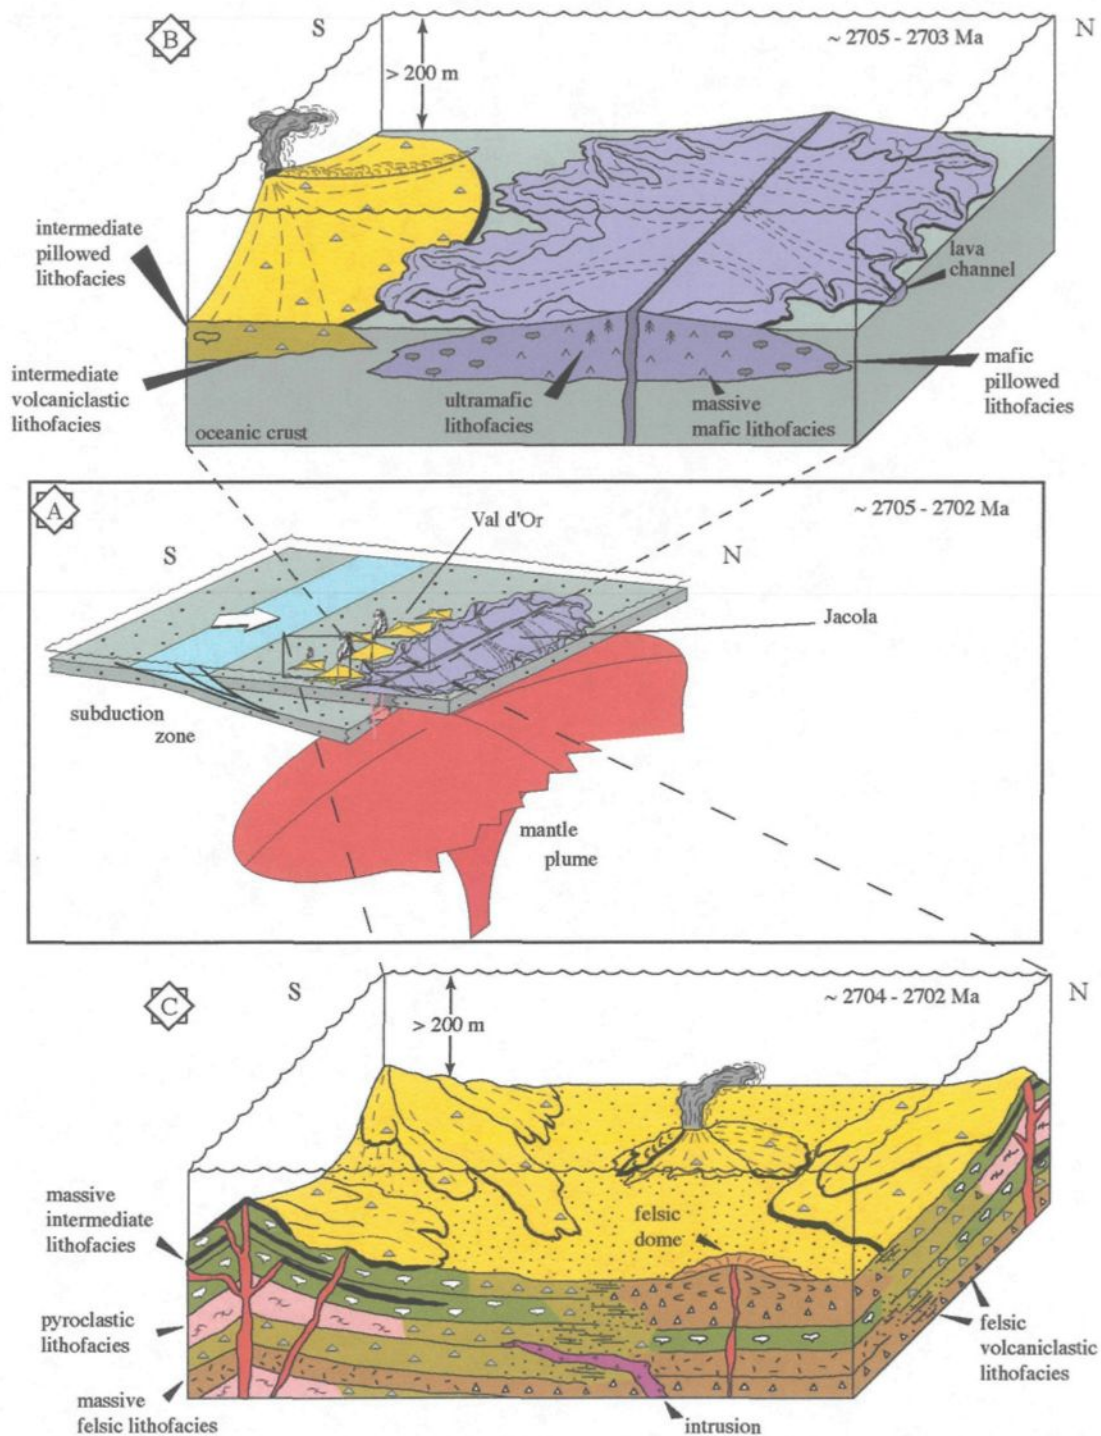 B
S
N
~ 2705 - 2703 Ma
> 200 m
intermediate
pillowed
lithofacies
lava
channel
intermediate
volcaniclastic
lithofacies
ultramafic
lithofacies
massive
mafic lithofacies
mafic
pillowed
lithofacies
oceanic crust
A
~ 2705 - 2702 Ma
Val d'Or
S
N
Jacola
subduction
zone
mantle
plume
C
S
N
~ 2704 - 2702 Ma
> 200 m
massive
intermediate
lithofacies
felsic
dome
pyroclastic
lithofacies
felsic
volcaniclastic
lithofacies
massive
felsic lithofacies
intrusion